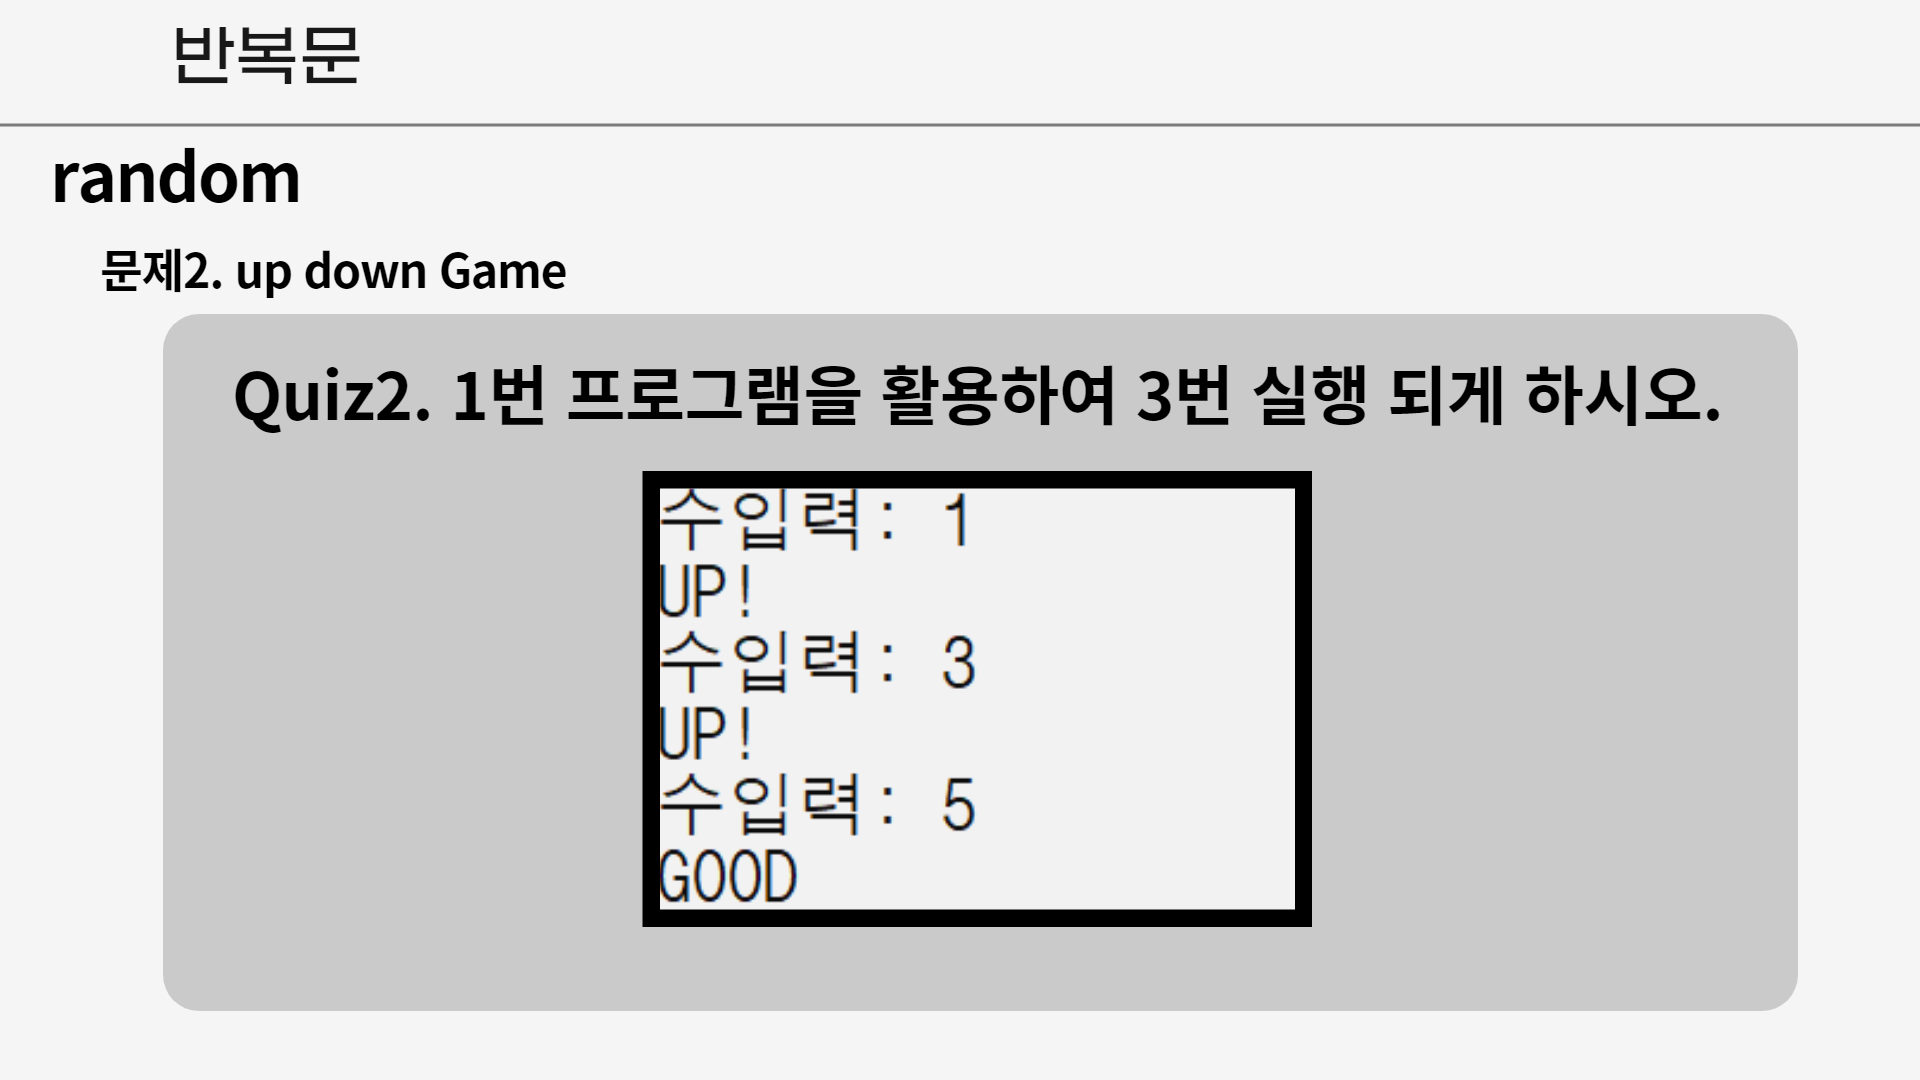 반복문
random
문제2. up down Game
Quiz2. 1번 프로그램을 활용하여 3번 실행 되게 하시오.
수입력: 1
UP!
수입력: 3
UP!
수입력: 5
GOOD